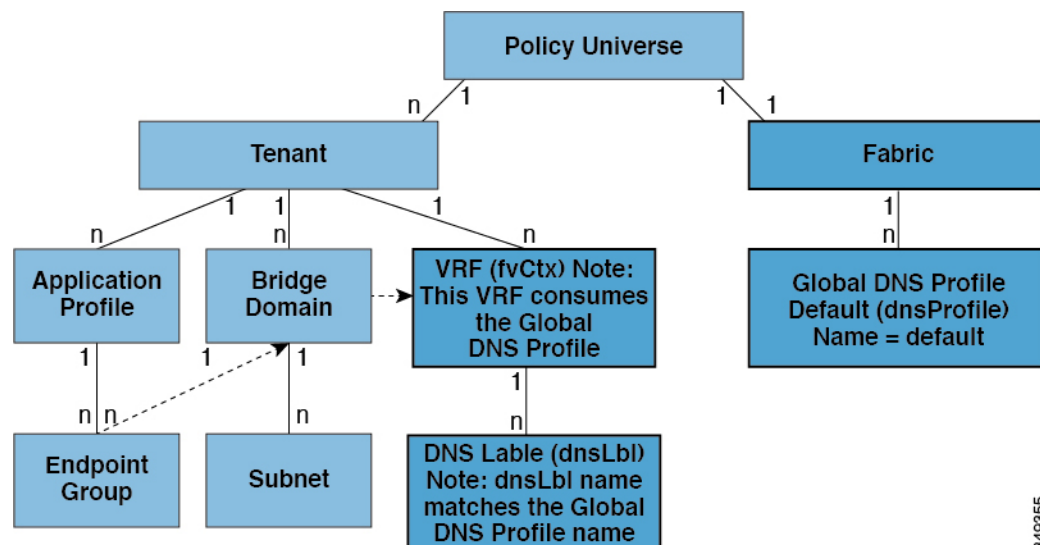 Policy Universe
n
1
1
1
Tenant
Fabric
1
1
1
1
n
n
n
n
Application
Profile
Bridge
Domain
VRF (fvCtx) Note:
This VRF consumes
the Global
DNS Profile
Global DNS Profile
Default (dnsProfile)
Name = default
1
1
1
1
n
n
n
n
Endpoint
Group
Subnet
DNS Lable (dnsLbl)
Note: dnsLbl name
matches the Global
DNS Profile name